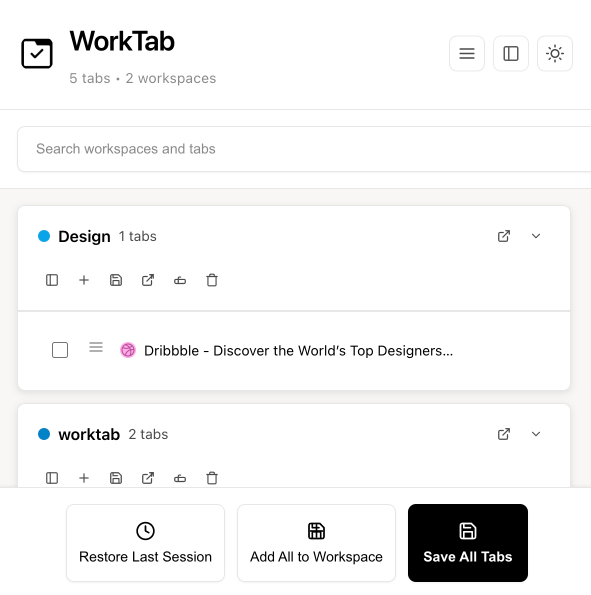 WorkTab
5 tabs • 2 workspaces
Search workspaces and tabs
Design 1 tabs
Dribbble - Discover the World's Top Designers...
worktab 2 tabs
Restore Last Session
Add All to Workspace
Save All Tabs